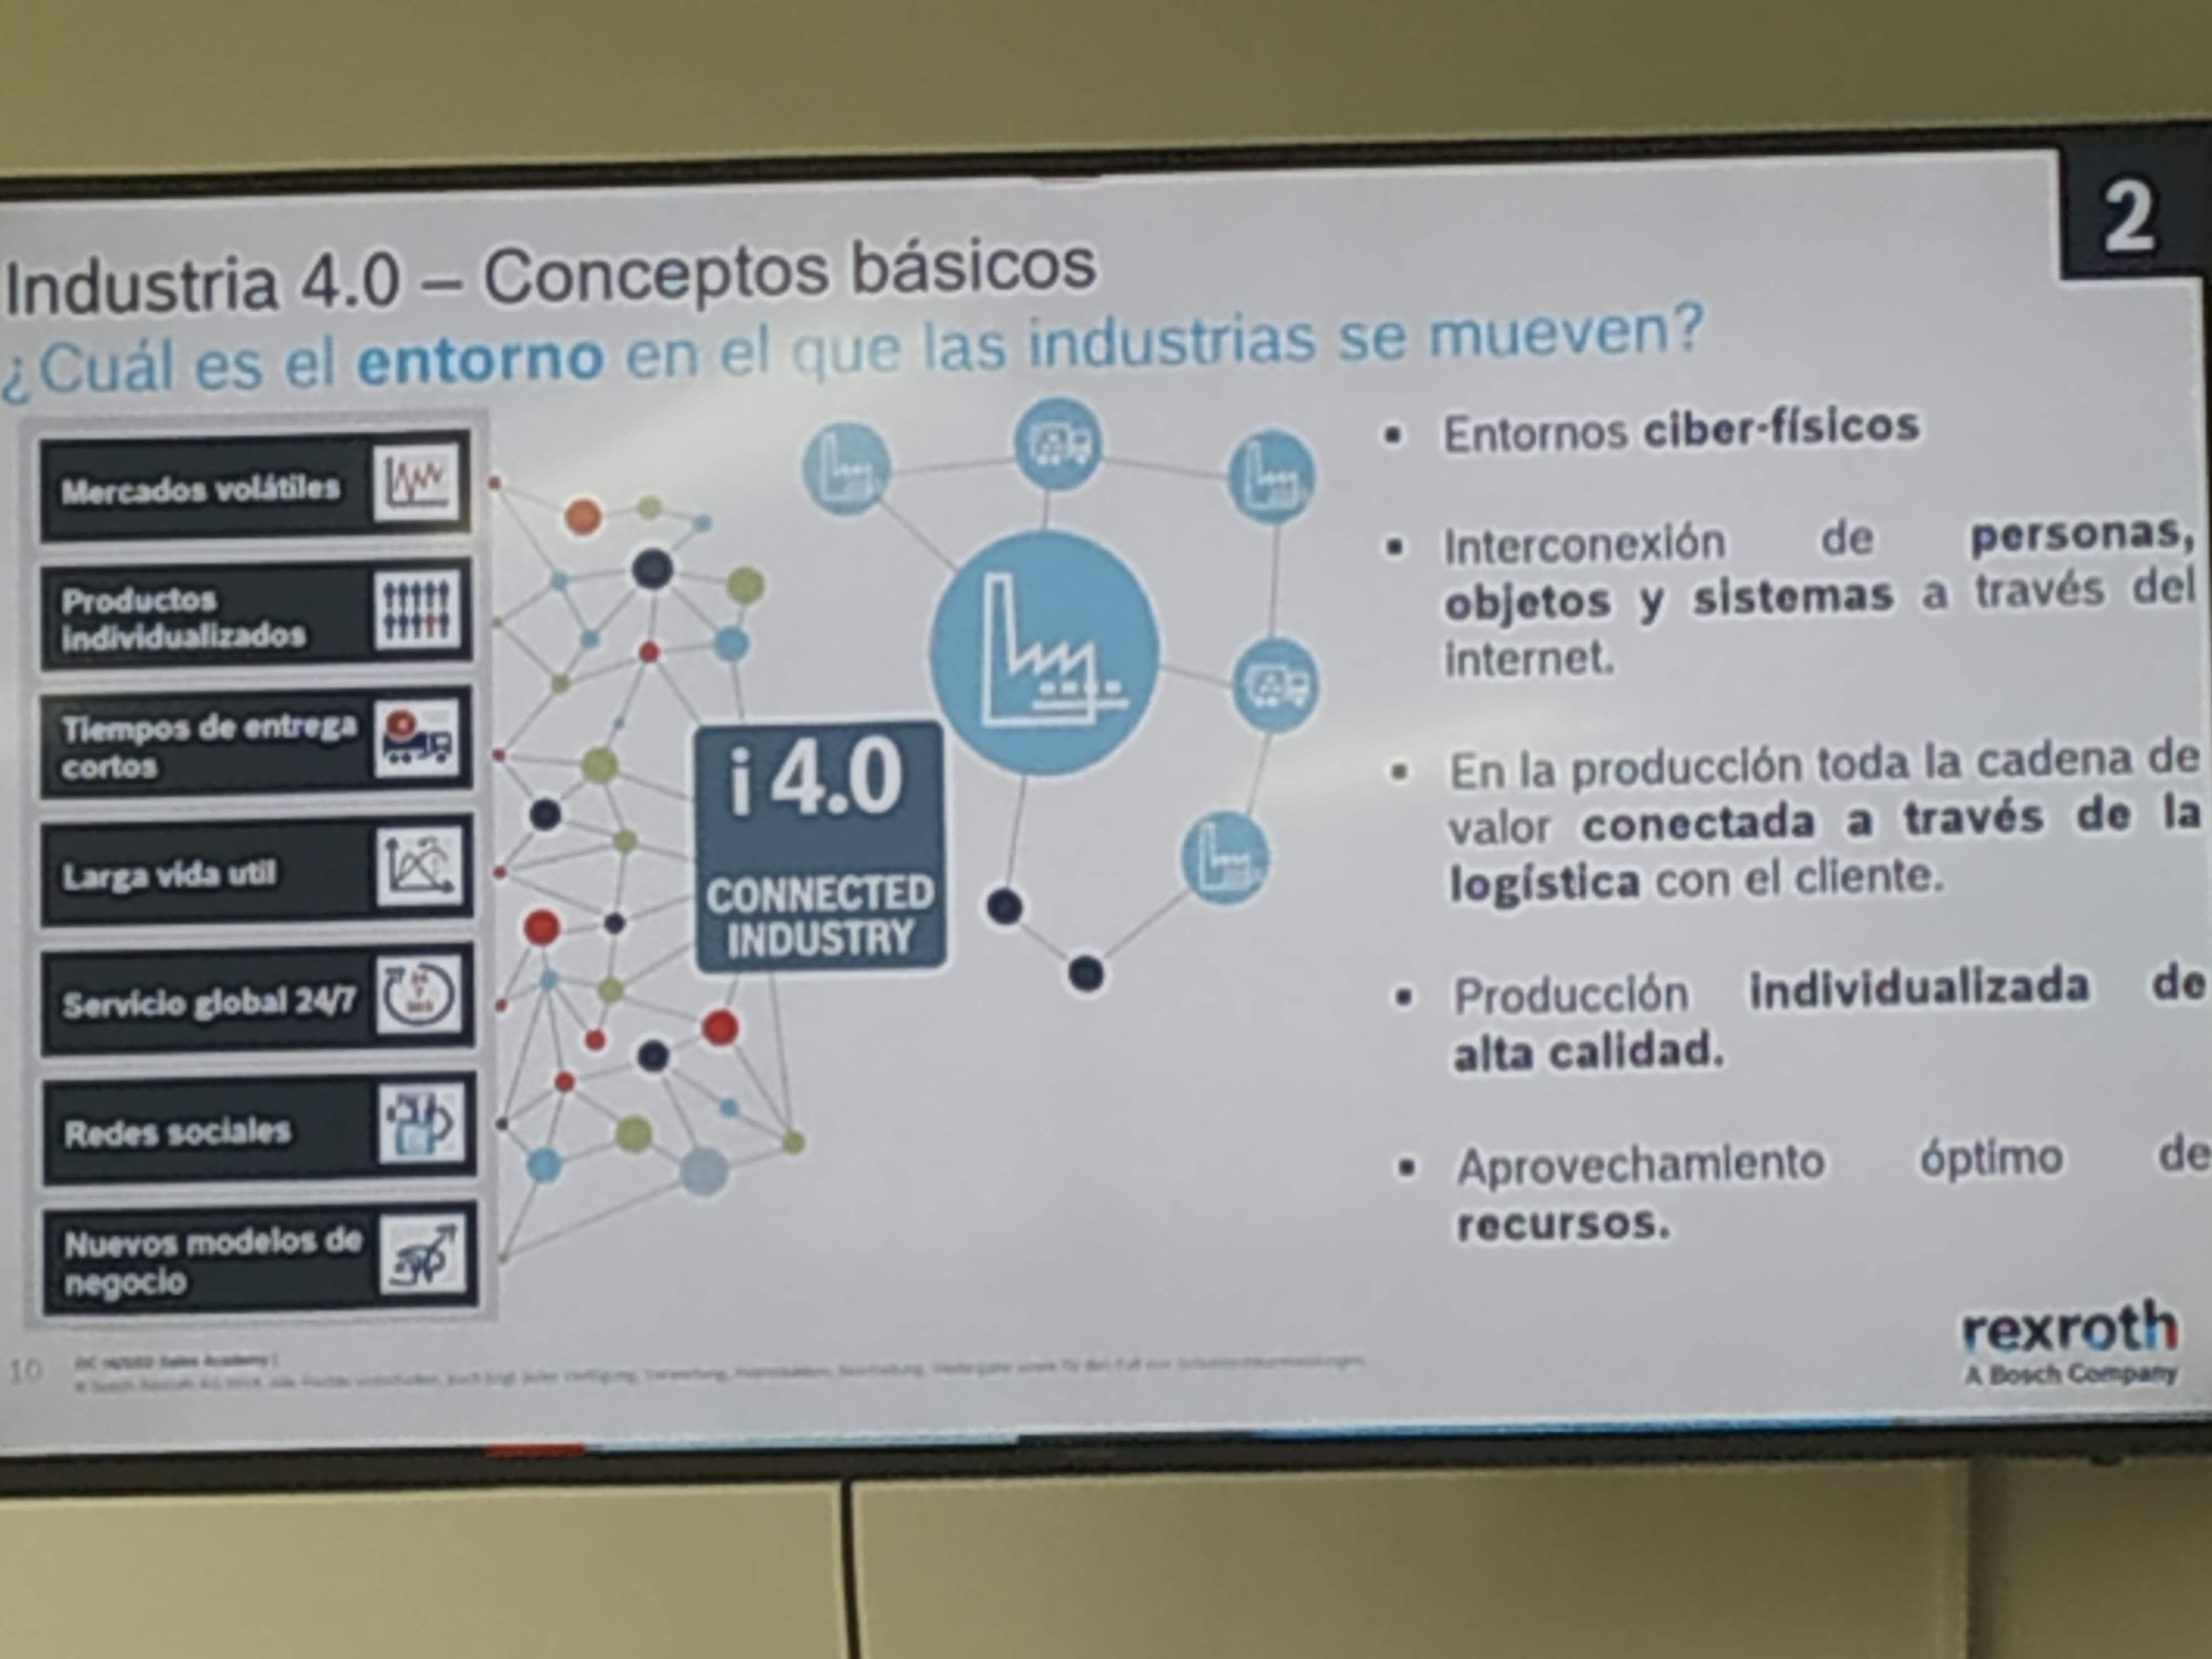 2
Industria 4.0 – Conceptos básicos
¿Cuál es el entorno en el que las industrias se mueven?
Mercados volátiles
Productos
individualizados
Tiempos de entrega
cortos
Larga vida util
Servicio global 24/7
Redes sociales
Nuevos modelos de
negocio
i 4.0
CONNECTED
INDUSTRY
▪ Entornos ciber-físicos
▪ Interconexión de personas,
objetos y sistemas a través del
internet.
▪ En la producción toda la cadena de
valor conectada a través de la
logística con el cliente.
▪ Producción individualizada de
alta calidad.
▪ Aprovechamiento óptimo de
recursos.
rexroth
A Bosch Company
10
Sales Academy |